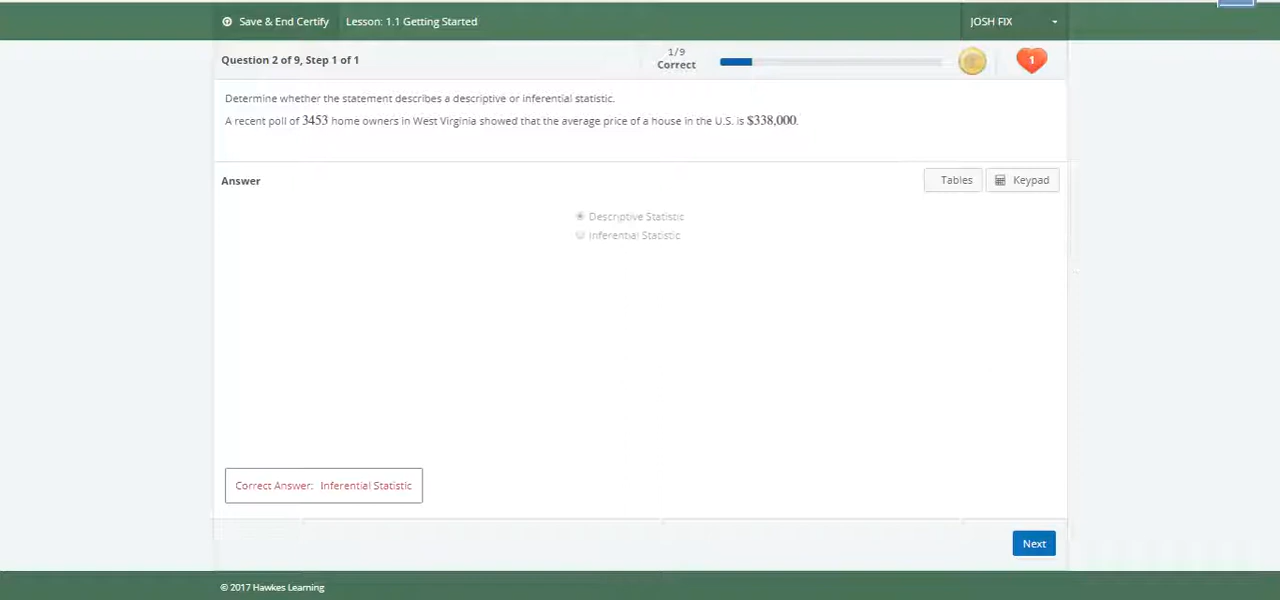 Save & End Certify Lesson: 1.1 Getting Started JOSH FIX
Question 2 of 9, Step 1 of 1
1/9
Correct
1
Determine whether the statement describes a descriptive or inferential statistic.
A recent poll of 3453 home owners in West Virginia showed that the average price of a house in the U.S. is $338,000.
Answer
Tables Keypad
Descriptive Statistic
Inferential Statistic
Correct Answer: Inferential Statistic
Next
© 2017 Hawkes Learning